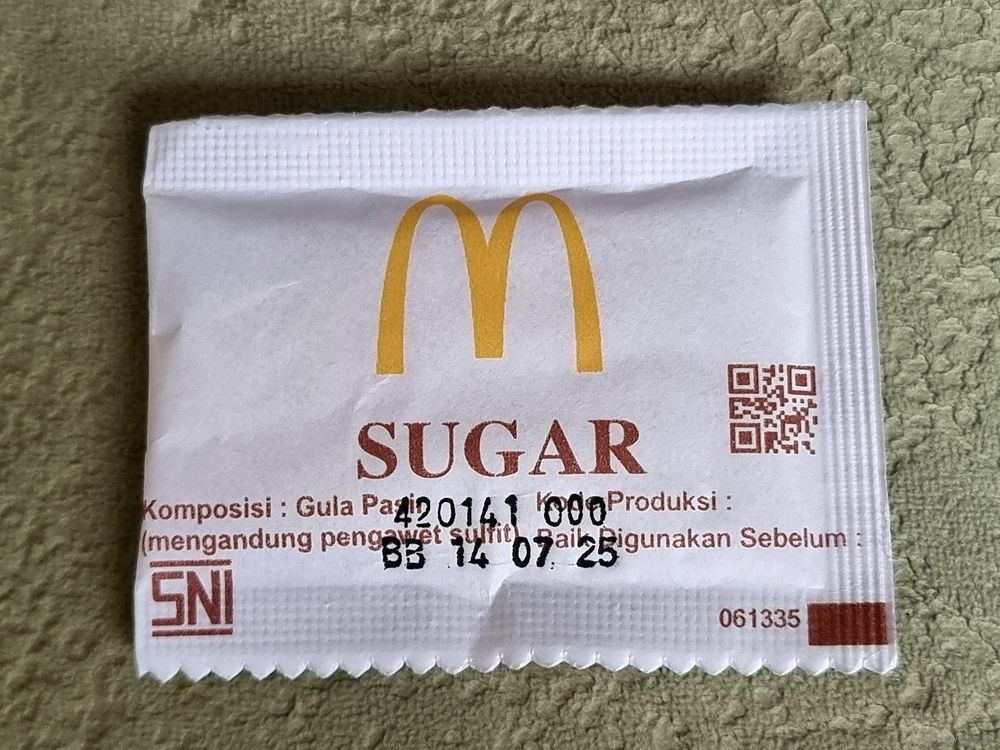 SUGAR
Komposisi : Gula Pasir
Kode Produksi :
420141 000
(mengandung pengawet sulfit)
Baik Digunakan Sebelum :
BB 14 07 25
SNI
061335